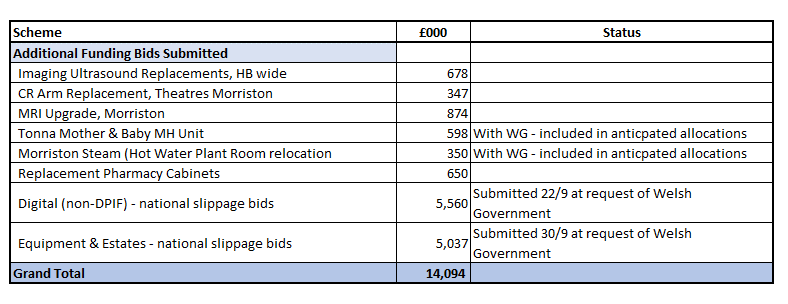 Scheme £000 Status
Additional Funding Bids Submitted
Imaging Ultrasound Replacements, HB wide 678
CR Arm Replacement, Theatres Morriston 347
MRI Upgrade, Morriston 874
Tonna Mother & Baby MH Unit 598 With WG - included in anticpated allocations
Morriston Steam (Hot Water Plant Room relocation 350 With WG - included in anticpated allocations
Replacement Pharmacy Cabinets 650
Digital (non-DPIF) - national slippage bids 5,560 Submitted 22/9 at request of Welsh
Government
Equipment & Estates - national slippage bids 5,037 Submitted 30/9 at request of Welsh
Government
Grand Total 14,094